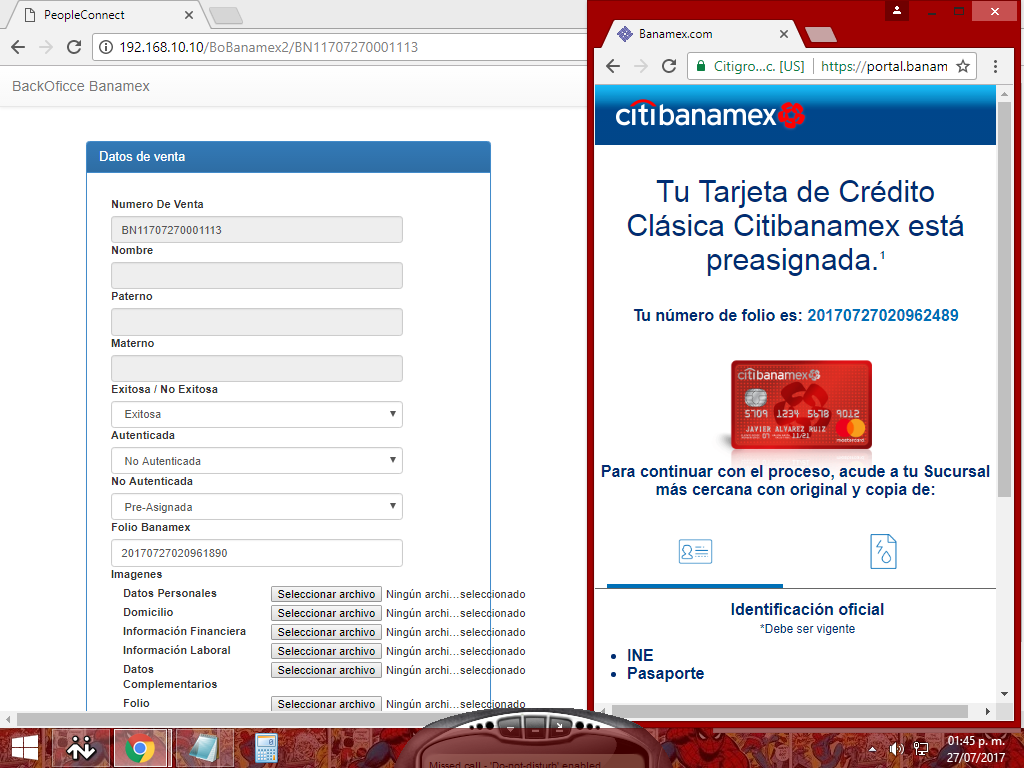 PeopleConnect
192.168.10.10/BoBanamex2/BN11707270001113
BackOficce Banamex
Datos de venta
Numero De Venta
BN11707270001113
Nombre
Paterno
Materno
Exitosa / No Exitosa
Exitosa
Autenticada
No Autenticada
No Autenticada
Pre-Asignada
Folio Banamex
20170727020961890
Imagenes
Datos Personales Seleccionar archivo Ningún archi...seleccionado
Domicilio Seleccionar archivo Ningún archi...seleccionado
Información Financiera Seleccionar archivo Ningún archi...seleccionado
Información Laboral Seleccionar archivo Ningún archi...seleccionado
Datos Seleccionar archivo Ningún archi...seleccionado
Complementarios
Folio Seleccionar archivo Ningún archi...seleccionado
Banamex.com
Citigro...c. [US] https://portal.banam
citibanamex
Tu Tarjeta de Crédito
Clásica Citibanamex está
preasignada.1
Tu número de folio es: 20170727020962489
citibanamex
5709 1234 5678 9012
JAVIER ALVAREZ RUIZ
07 11/21
mastercard
Para continuar con el proceso, acude a tu Sucursal
más cercana con original y copia de:
Identificación oficial
*Debe ser vigente
INE
Pasaporte
Missed call - 'Do-not-disturb' enabled
01:45 p. m.
27/07/2017